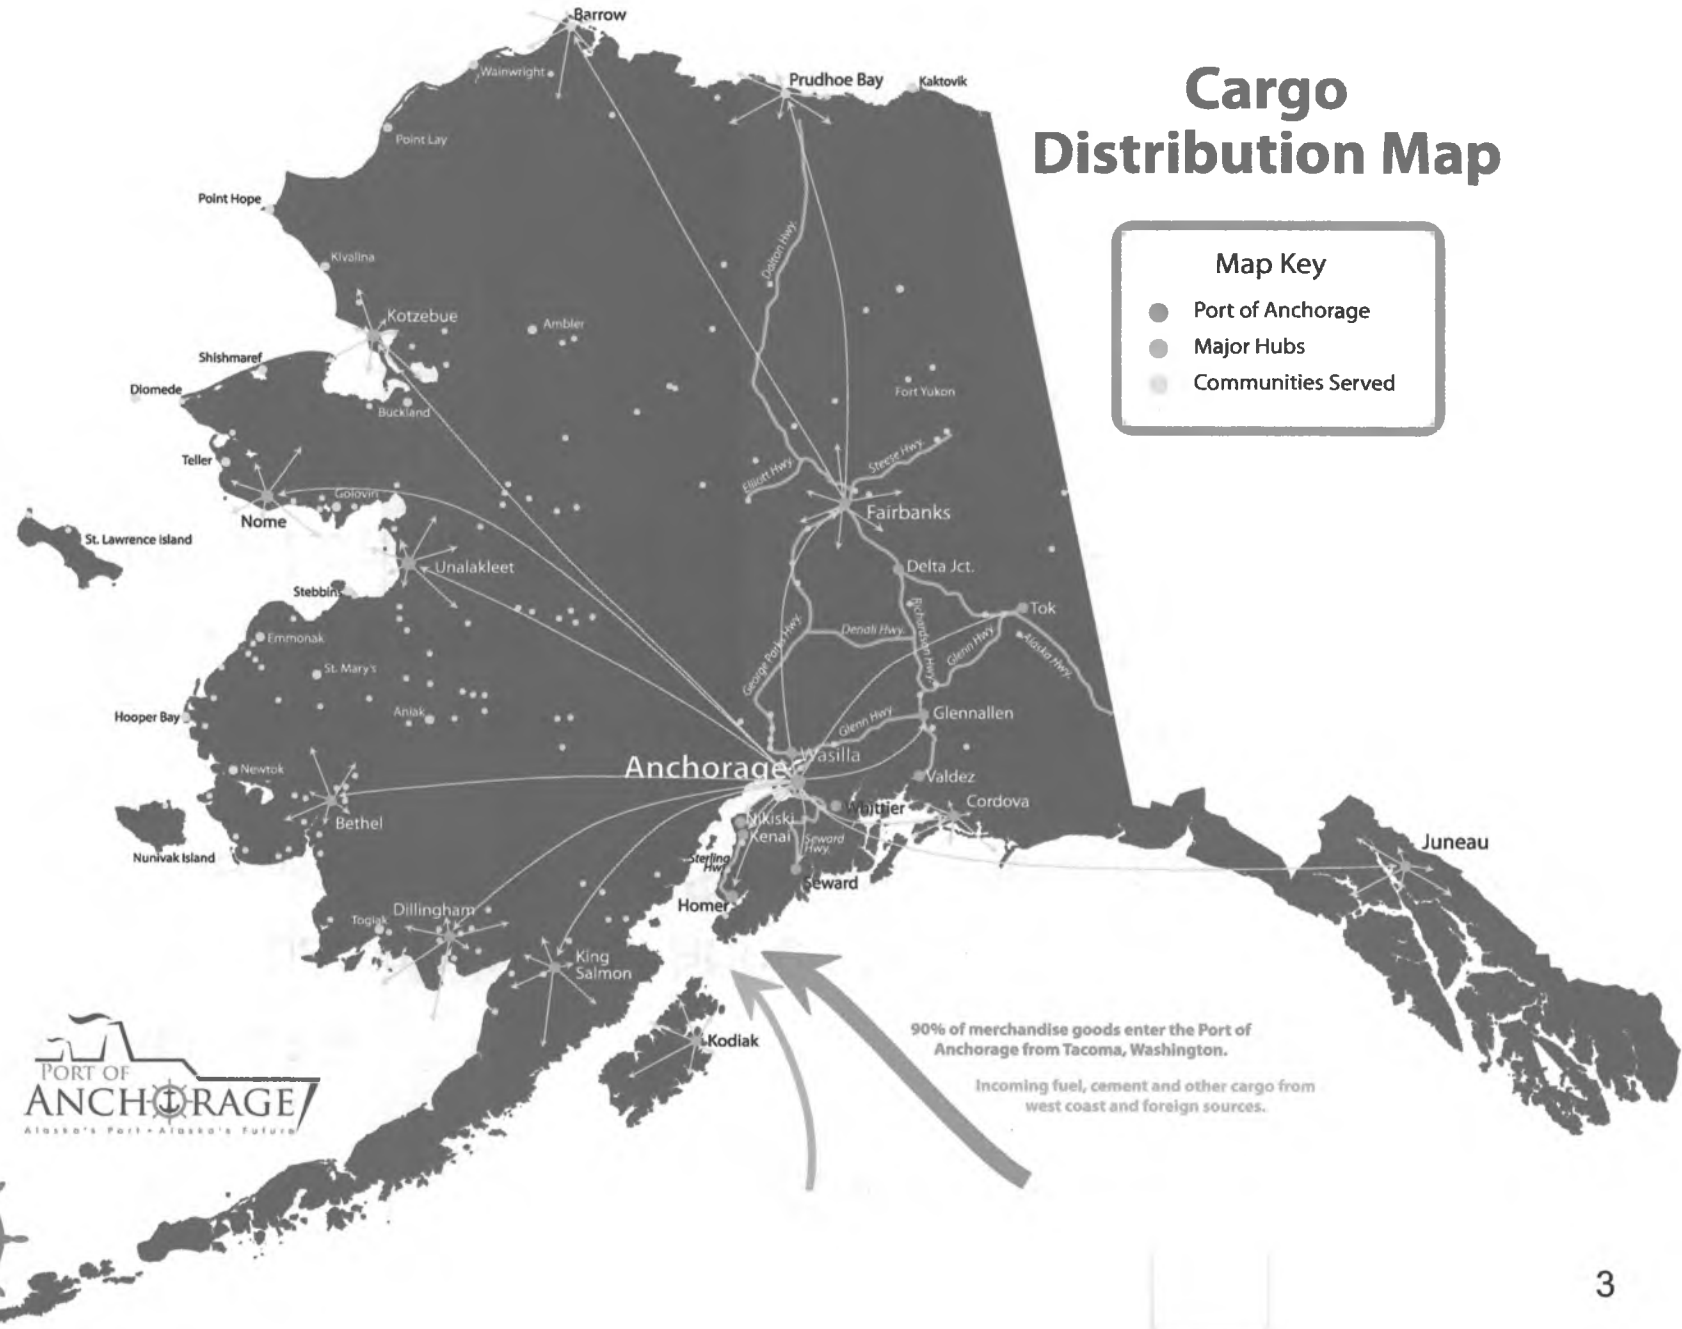 Barrow
Wainwright
Prudhoe Bay
Kaktovik
Cargo
Distribution Map
Point Lay
Point Hope
Dalton Hwy.
Kivalina
Map Key
Port of Anchorage
Major Hubs
Communities Served
Kotzebue
Ambler
Shishmaref
Diomede
Buckland
Fort Yukon
Teller
Elliott Hwy.
Steese Hwy.
Golovin
Nome
Fairbanks
St. Lawrence Island
Unalakleet
Delta Jct.
Stebbins
Tok
Emmonak
Denali Hwy.
Richardson Hwy.
Glenn Hwy.
Alaska Hwy.
George Parks Hwy.
St. Mary's
Hooper Bay
Aniak
Glenn Hwy.
Glennallen
Newtok
Anchorage
Wasilla
Valdez
Bethel
Whittier
Cordova
Nunivak Island
Nikiski
Kenai
Seward
Hwy.
Juneau
Sterling
Hwy.
Seward
Homer
Togiak
Dillingham
King
Salmon
Kodiak
90% of merchandise goods enter the Port of
Anchorage from Tacoma, Washington.
Incoming fuel, cement and other cargo from
west coast and foreign sources.
PORT OF
ANCHORAGE
Alaska's Port • Alaska's Future
3